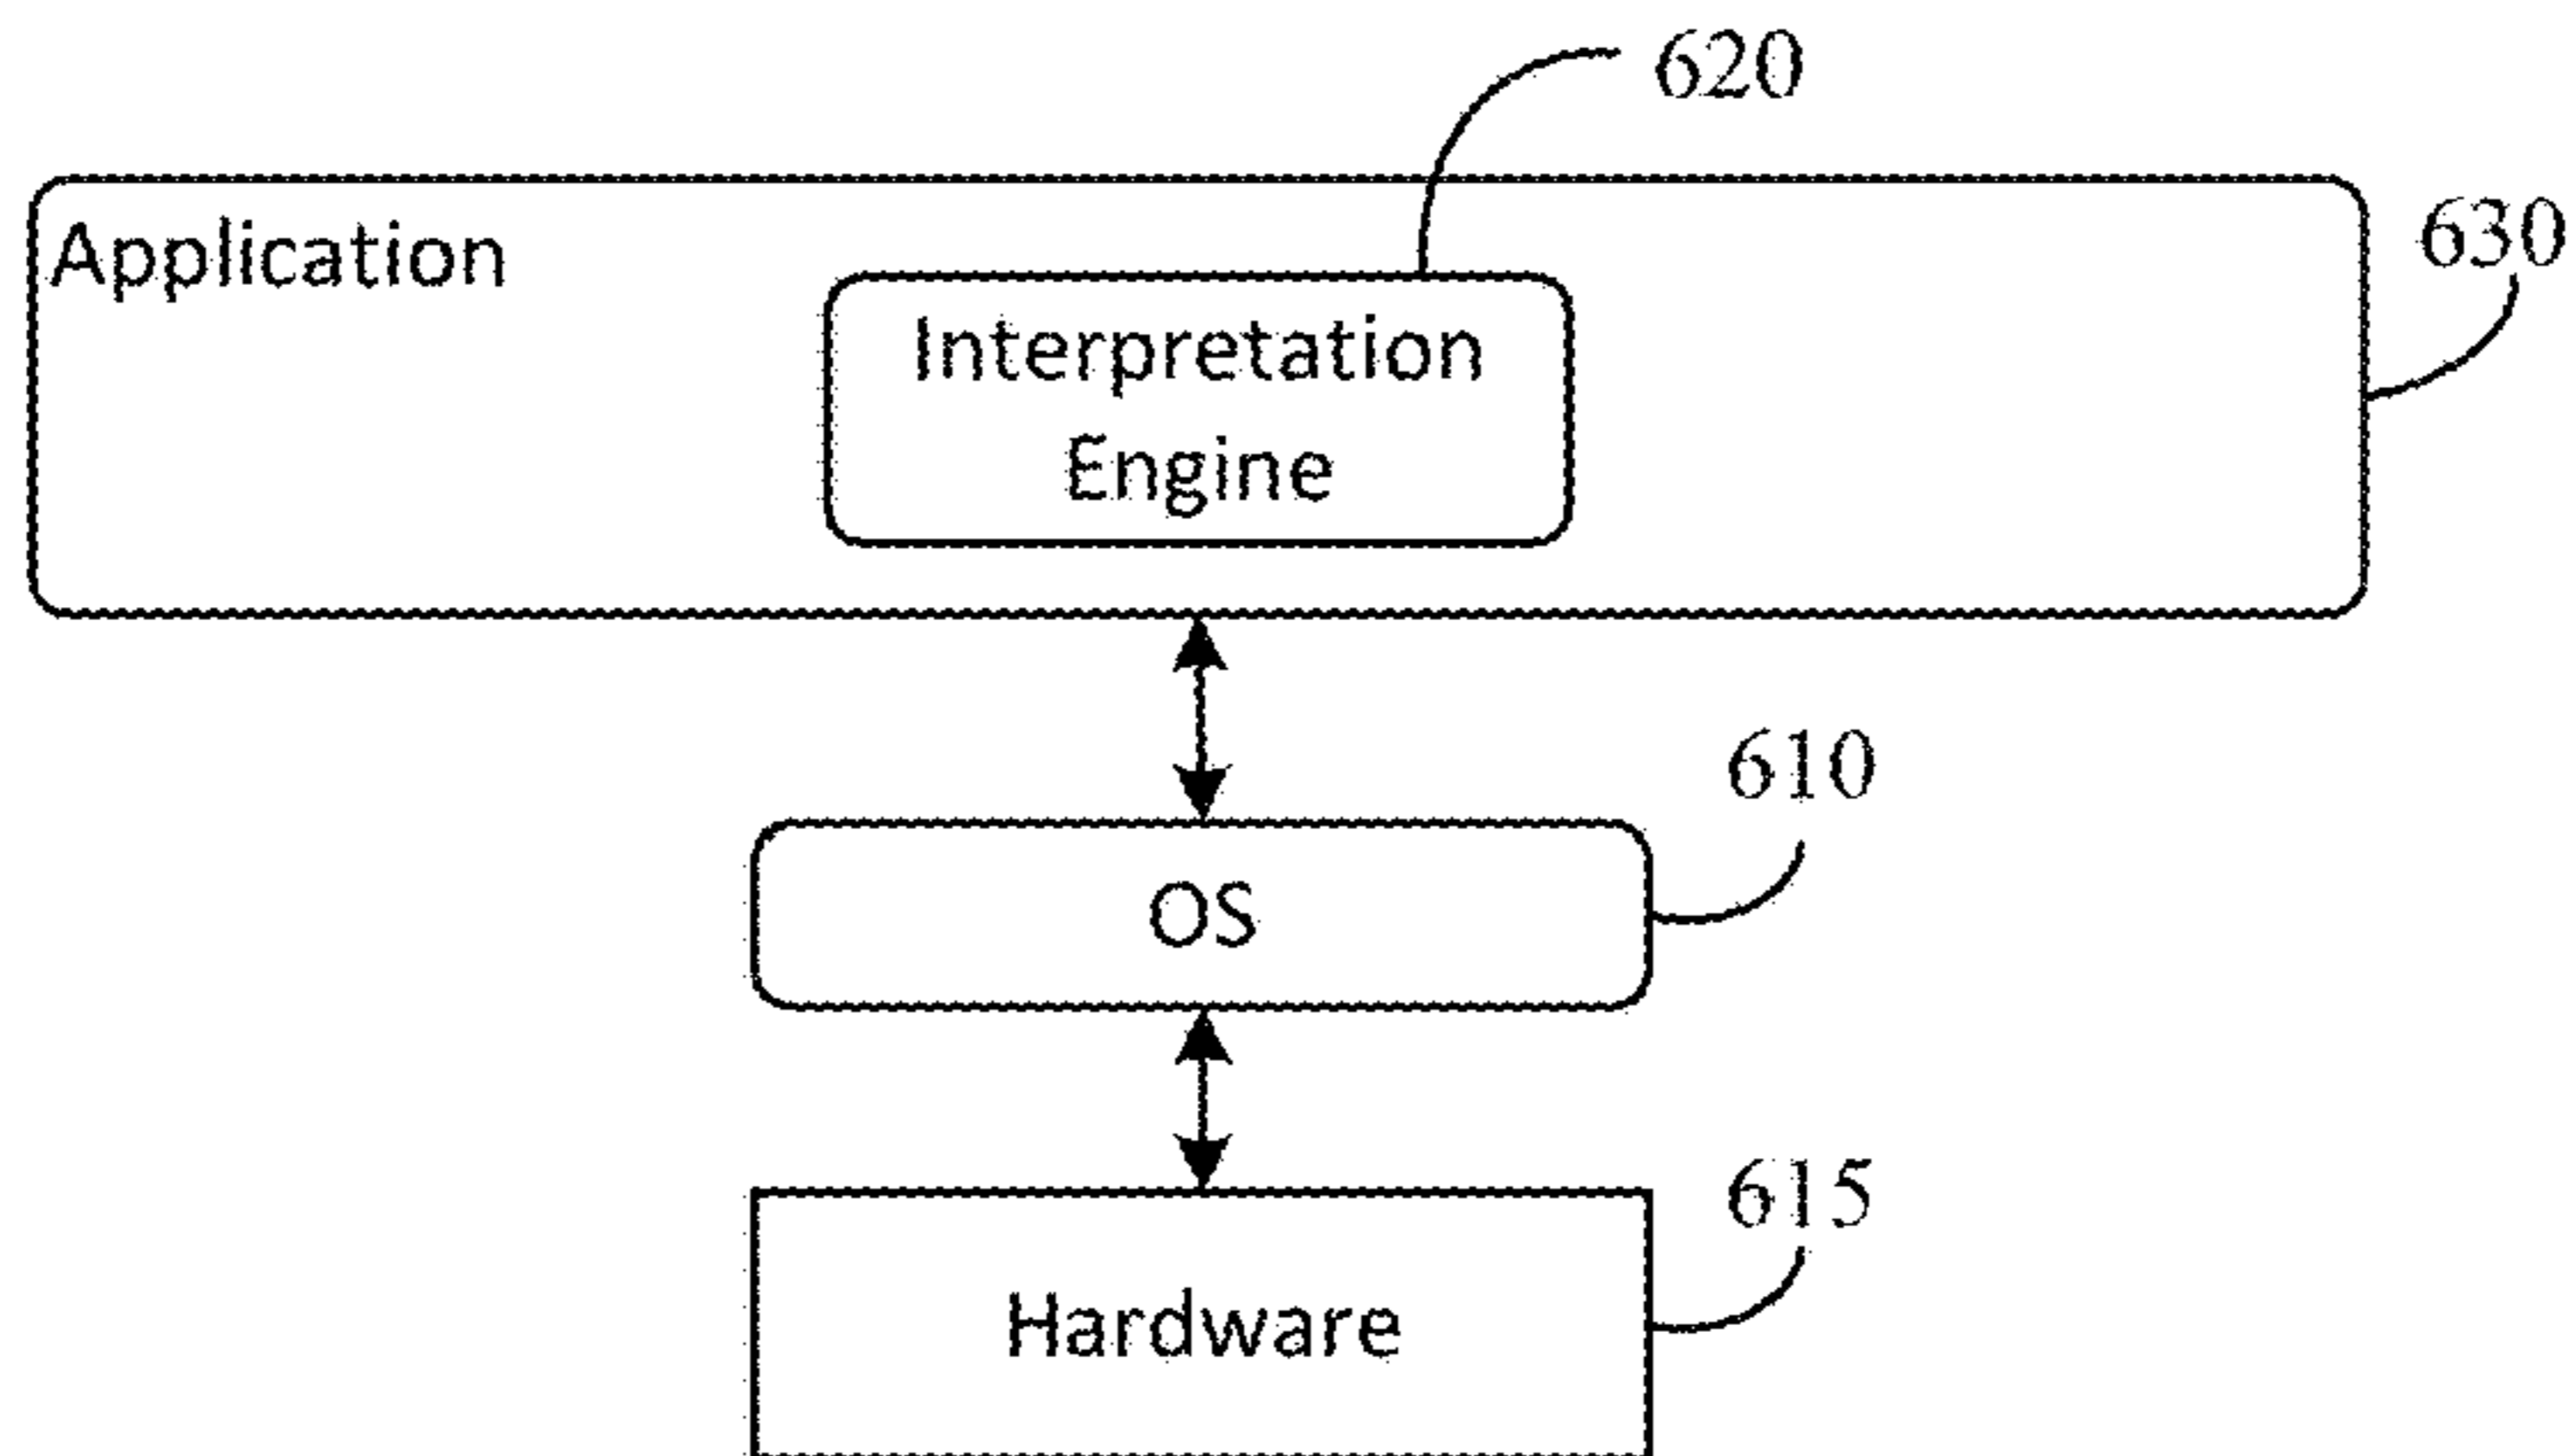 620
Application
630
Interpretation
Engine
610
OS
615
Hardware